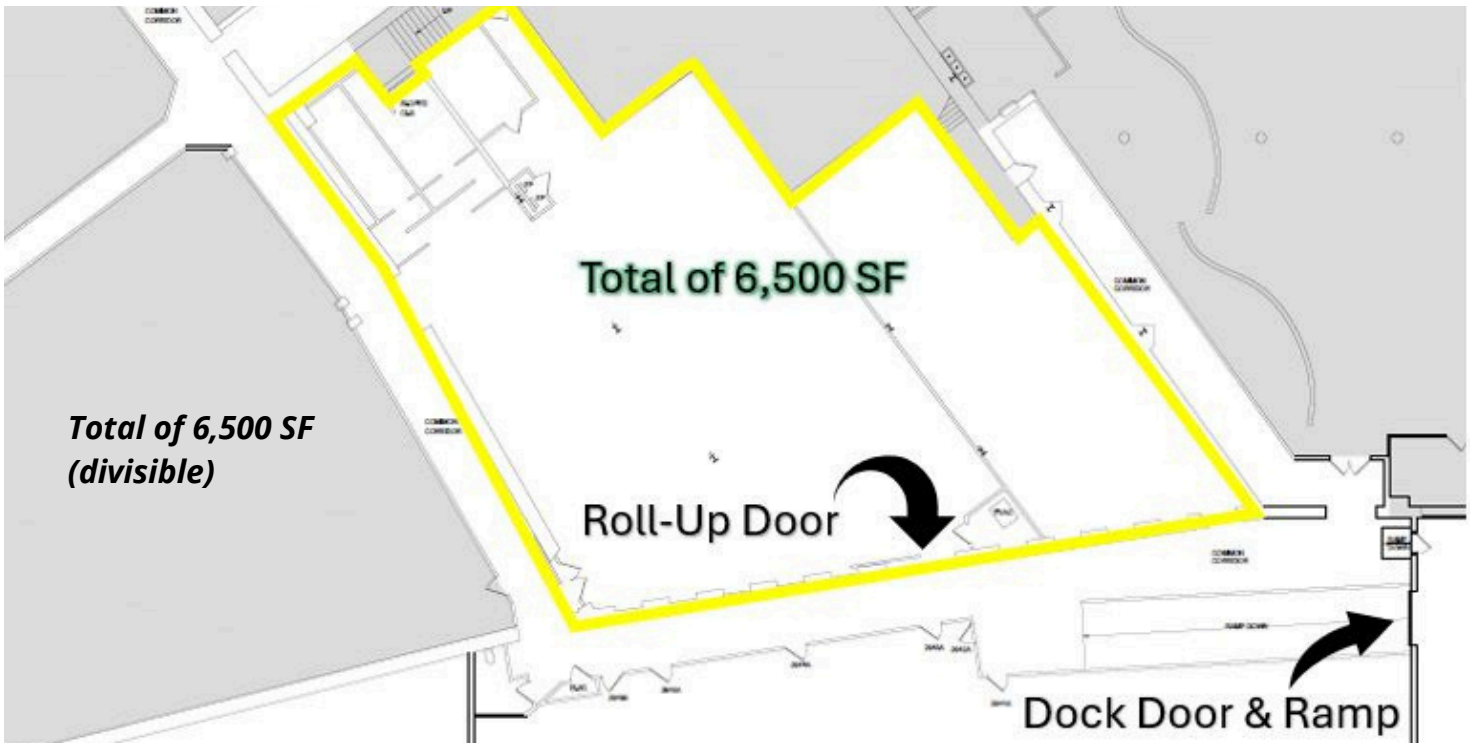 COMMON
CORRIDOR
UP
Total of 6,500 SF
COMMON
CORRIDOR
Total of 6,500 SF
(divisible)
COMMON
CORRIDOR
Roll-Up Door
COMMON
CORRIDOR
RAMP DOWN
Dock Door & Ramp